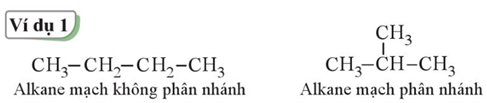 Ví dụ 1
CH₃
CH₃−CH₂−CH₂−CH₃ CH₃−CH−CH₃
Alkane mạch không phân nhánh Alkane mạch phân nhánh